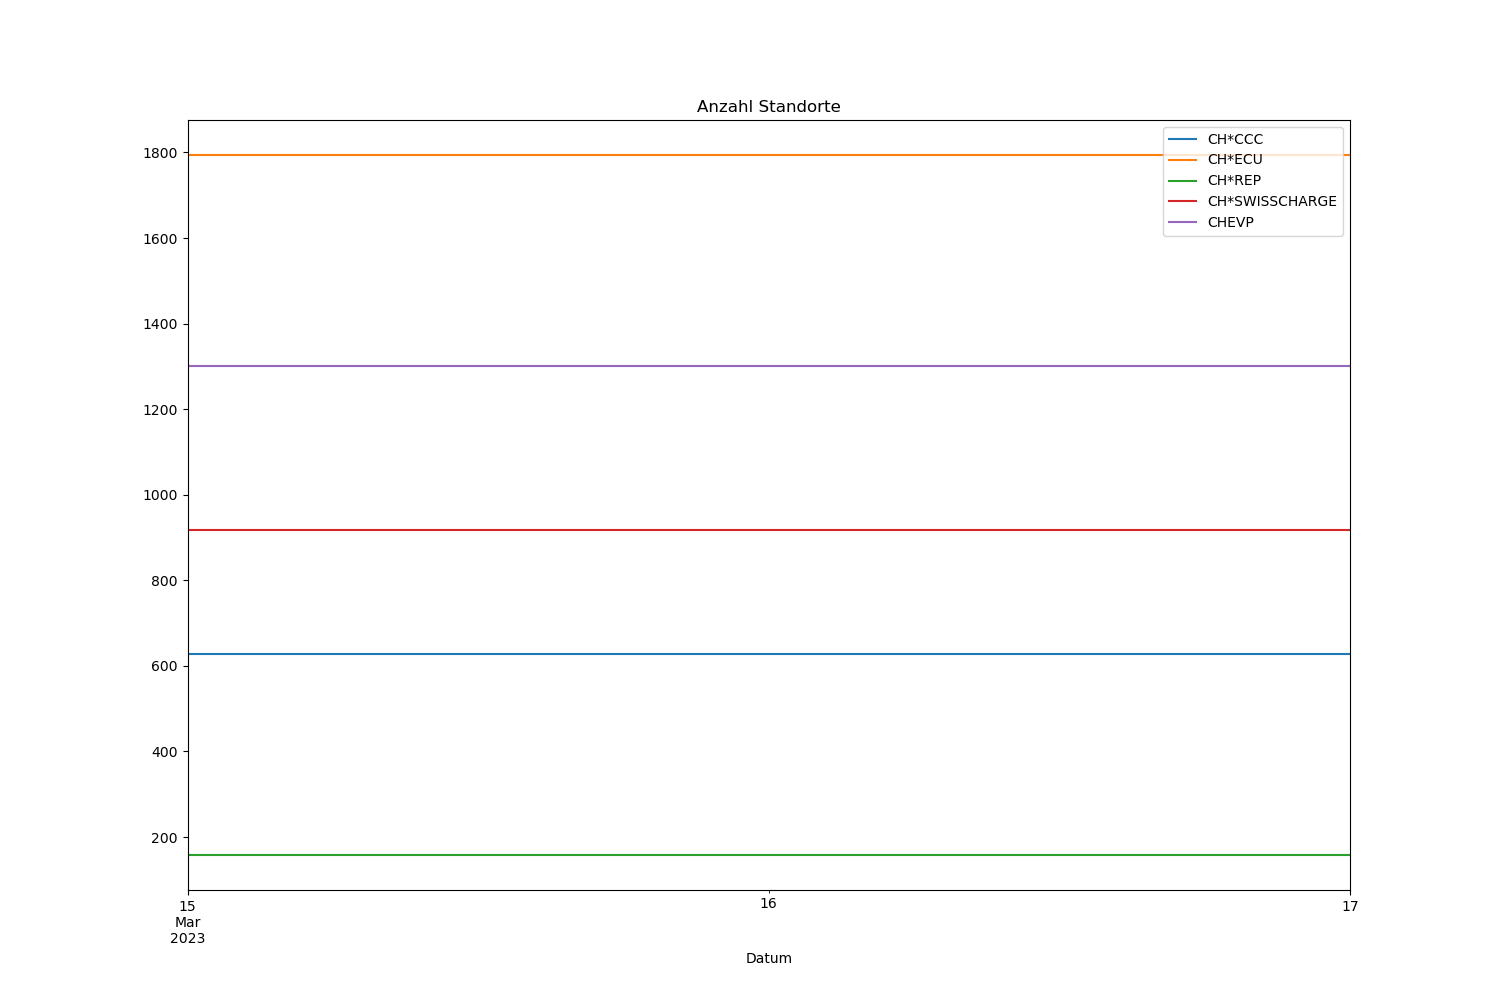 Anzahl Standorte
CH*CCC
CH*ECU
CH*REP
CH*SWISSCHARGE
CHEVP
1800
1600
1400
1200
1000
800
600
400
200
15
Mar
2023
16
17
Datum